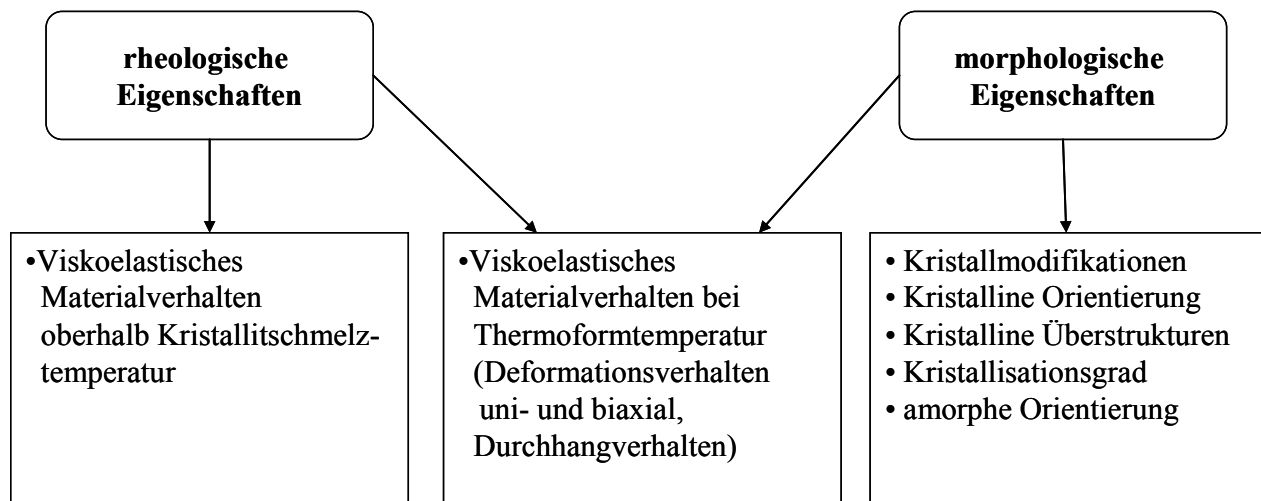 rheologische
Eigenschaften
morphologische
Eigenschaften
•Viskoelastisches
Materialverhalten
oberhalb Kristallitschmelz-
temperatur
•Viskoelastisches
Materialverhalten bei
Thermoformtemperatur
(Deformationsverhalten
uni- und biaxial,
Durchhangverhalten)
• Kristallmodifikationen
• Kristalline Orientierung
• Kristalline Überstrukturen
• Kristallisationsgrad
• amorphe Orientierung